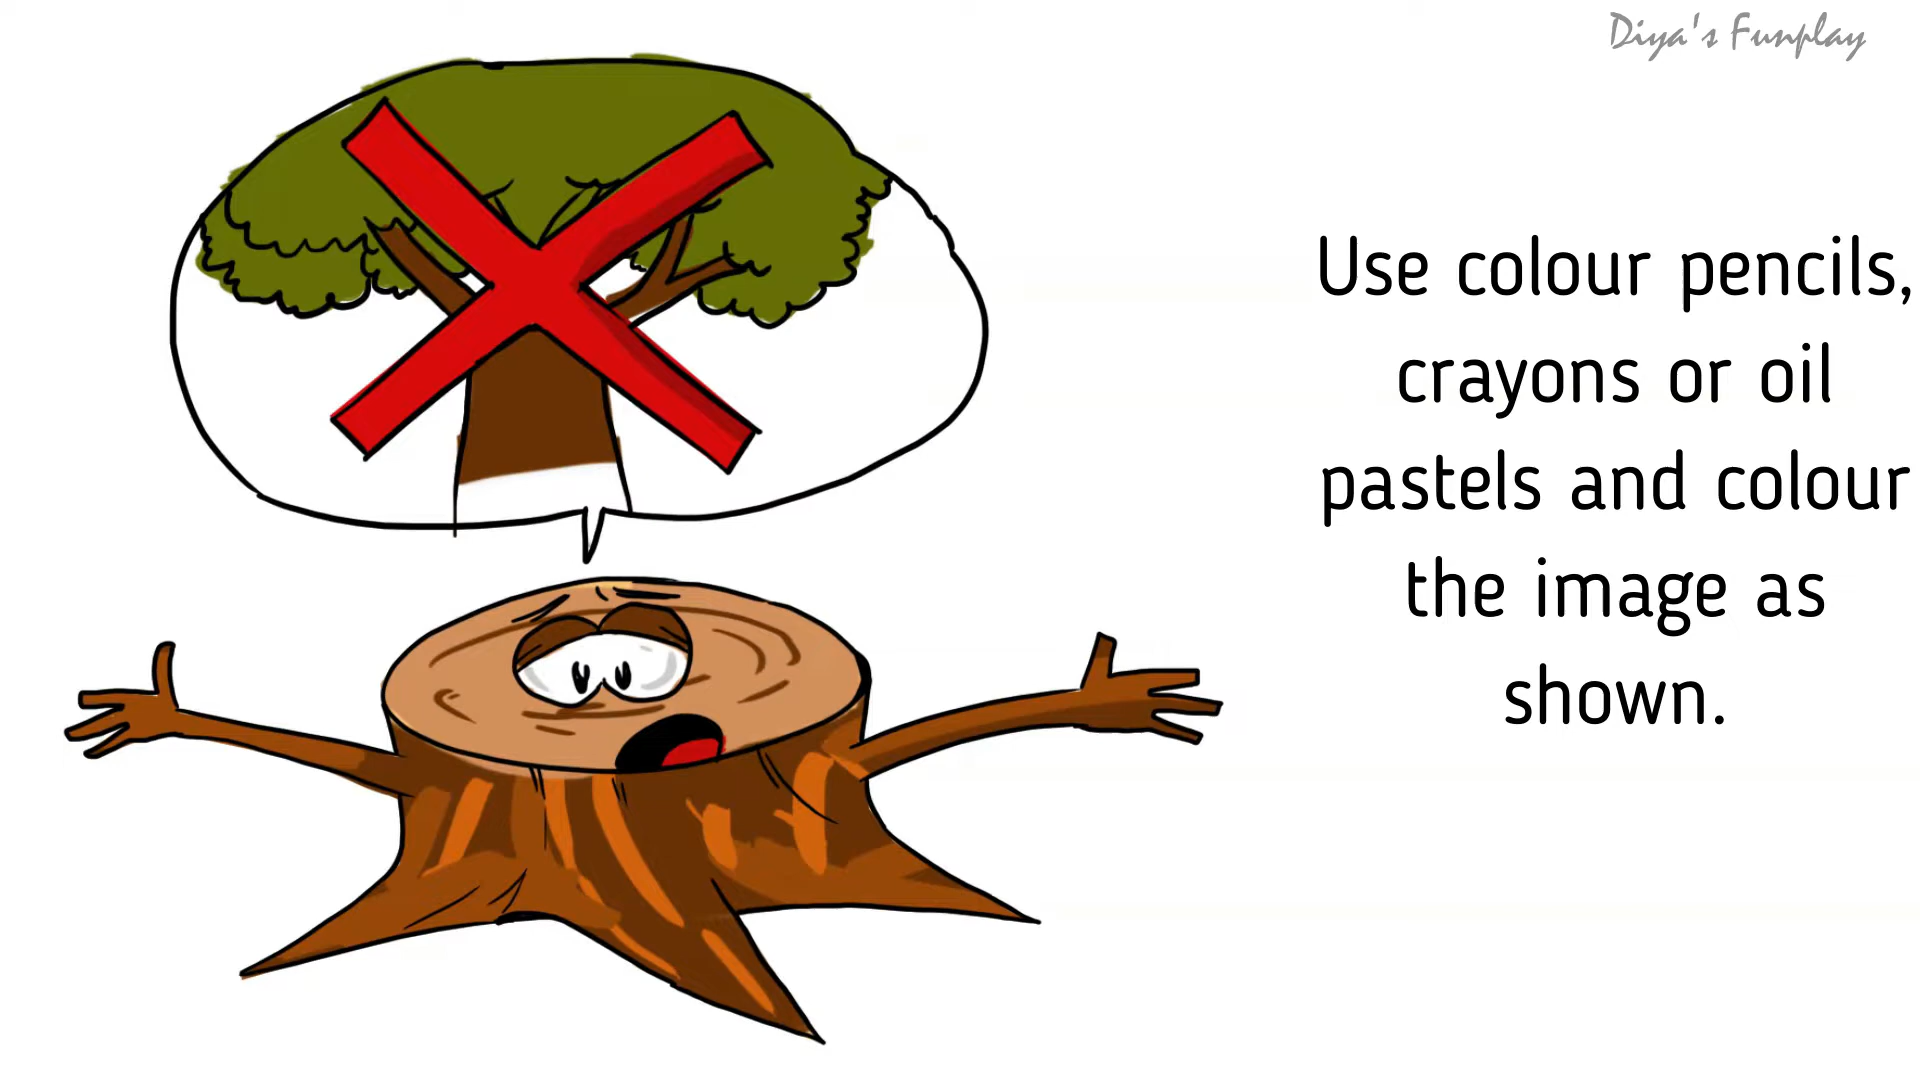 Diya's Funplay
Use colour pencils,
crayons or oil
pastels and colour
the image as
shown.